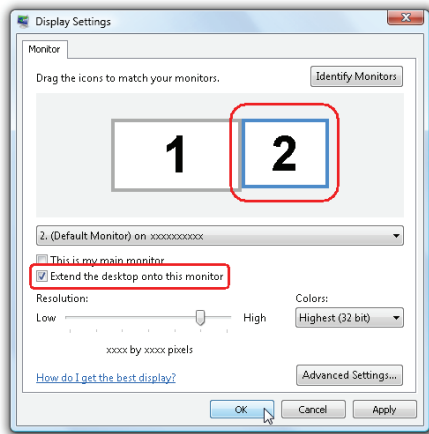 Display Settings
Monitor
Drag the icons to match your monitors.
Identify Monitors
1
2
2. (Default Monitor) on xxxxxxxxxx
This is my main monitor
Extend the desktop onto this monitor
Resolution:
Colors:
Low
High
Highest (32 bit)
xxxx by xxxx pixels
How do I get the best display?
Advanced Settings...
OK
Cancel
Apply